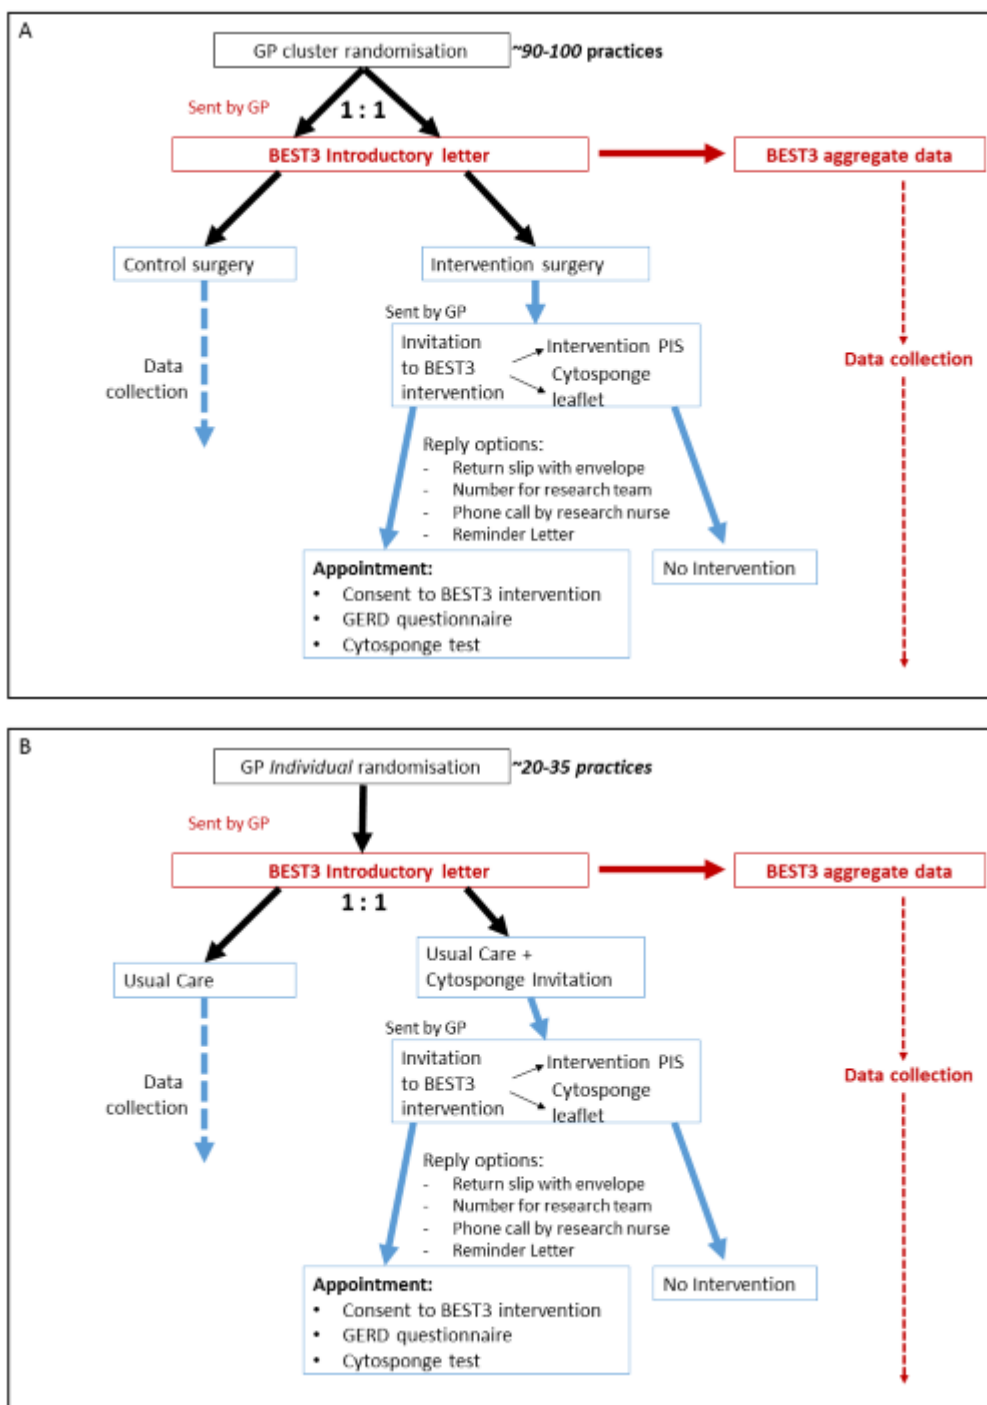 A
GP cluster randomisation
~90-100 practices
Sent by GP
1 : 1
BEST3 Introductory letter
BEST3 aggregate data
Control surgery
Intervention surgery
Sent by GP
Invitation
to BEST3
intervention
Intervention PIS
Cytosponge
leaflet
Data
collection
Data collection
Reply options:
- Return slip with envelope
- Number for research team
- Phone call by research nurse
- Reminder Letter
Appointment:
• Consent to BEST3 intervention
• GERD questionnaire
• Cytosponge test
No Intervention
B
GP Individual randomisation
~20-35 practices
Sent by GP
BEST3 Introductory letter
BEST3 aggregate data
1 : 1
Usual Care
Usual Care +
Cytosponge Invitation
Sent by GP
Invitation
to BEST3
intervention
Intervention PIS
Cytosponge
leaflet
Data
collection
Data collection
Reply options:
- Return slip with envelope
- Number for research team
- Phone call by research nurse
- Reminder Letter
Appointment:
• Consent to BEST3 intervention
• GERD questionnaire
• Cytosponge test
No Intervention